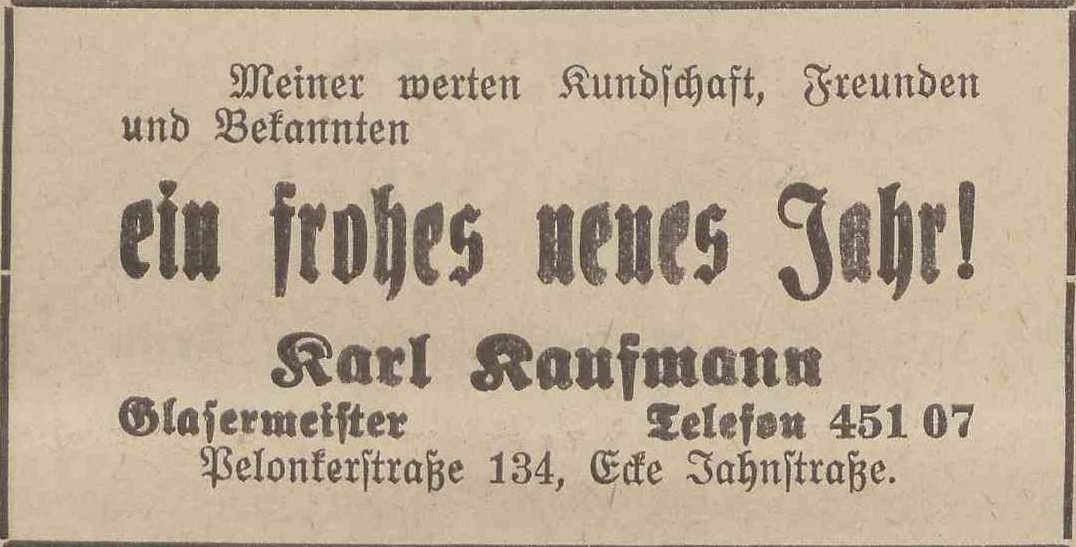 Meiner werten Kundschaft, Freunden
und Bekannten
ein frohes neues Jahr!
Karl Kaufmann
Glasermeister Telefon 451 07
Pelonkerstraße 134, Ecke Jahnstraße.